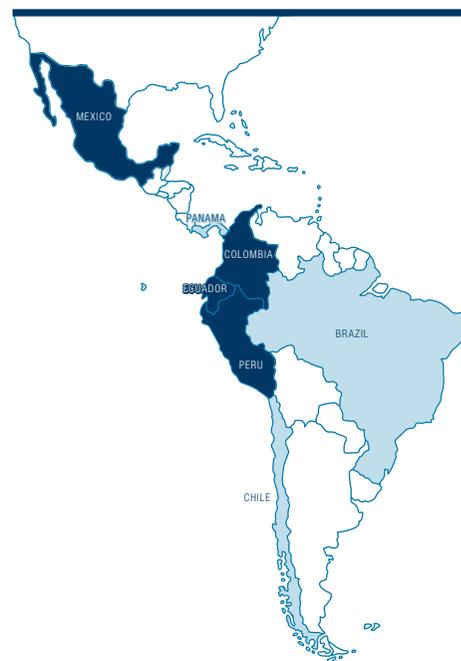 MEXICO
PANAMA
COLOMBIA
ECUADOR
BRAZIL
PERU
CHILE